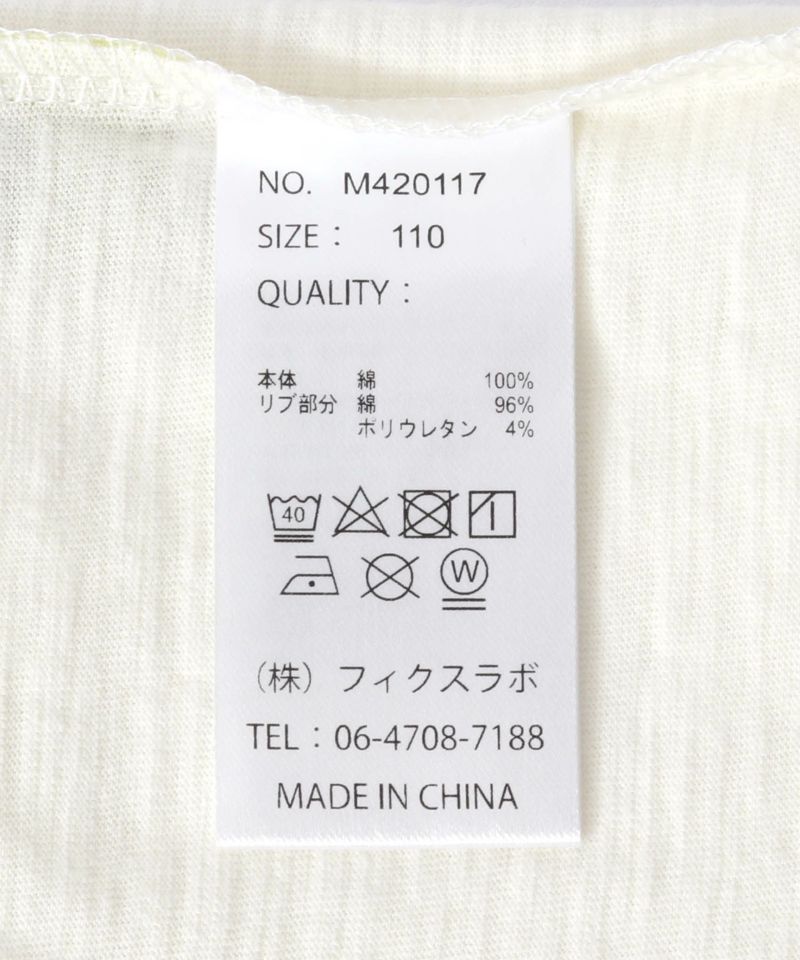 NO. M420117
SIZE： 110
QUALITY：
本体 綿 100%
リブ部分 綿 96%
ポリウレタン 4%
40
W
（株）フィクスラボ
TEL：06-4708-7188
MADE IN CHINA